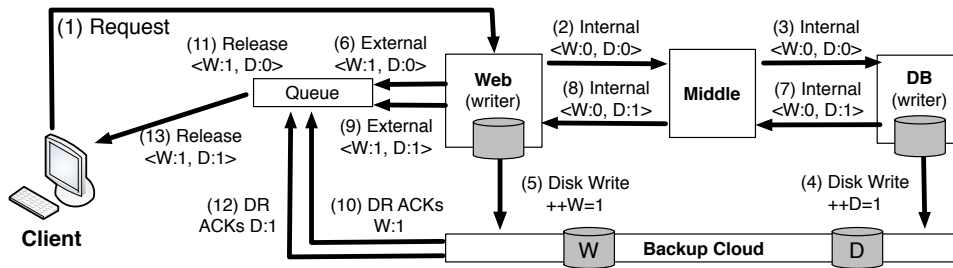 (1) Request
(11) Release
<W:1, D:0>
(6) External
<W:1, D:0>
(2) Internal
<W:0, D:0>
(3) Internal
<W:0, D:0>
Queue
Web
(writer)
Middle
DB
(writer)
(8) Internal
<W:0, D:1>
(7) Internal
<W:0, D:1>
(9) External
<W:1, D:1>
(13) Release
<W:1, D:1>
(5) Disk Write
++W=1
(4) Disk Write
++D=1
(12) DR
ACKs D:1
(10) DR ACKs
W:1
Client
W
Backup Cloud
D